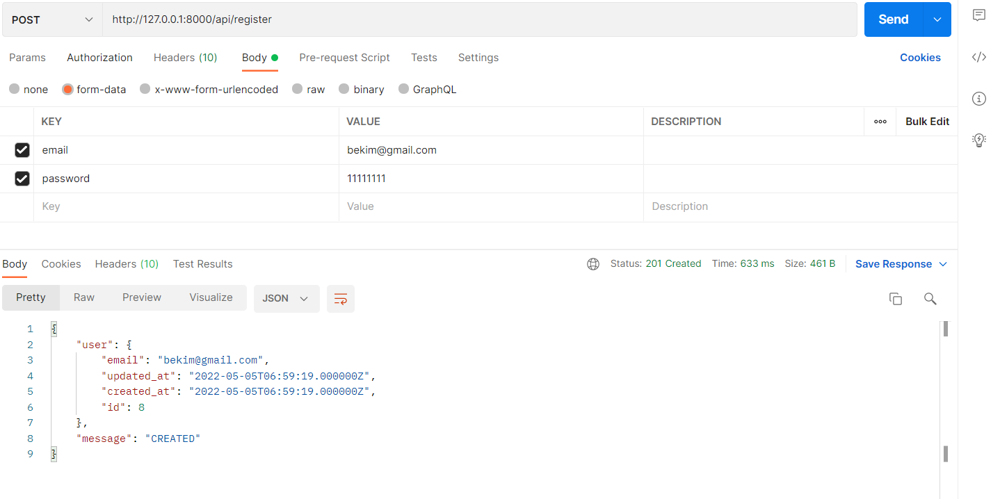 POST http://127.0.0.1:8000/api/register Send
Params Authorization Headers (10) Body Pre-request Script Tests Settings Cookies
none form-data x-www-form-urlencoded raw binary GraphQL
KEY VALUE DESCRIPTION Bulk Edit
email bekim@gmail.com
password 11111111
Key Value Description
Body Cookies Headers (10) Test Results Status: 201 Created Time: 633 ms Size: 461 B Save Response
Pretty Raw Preview Visualize JSON
1 {
2 "user": {
3 "email": "bekim@gmail.com",
4 "updated_at": "2022-05-05T06:59:19.000000Z",
5 "created_at": "2022-05-05T06:59:19.000000Z",
6 "id": 8
7 },
8 "message": "CREATED"
9 }